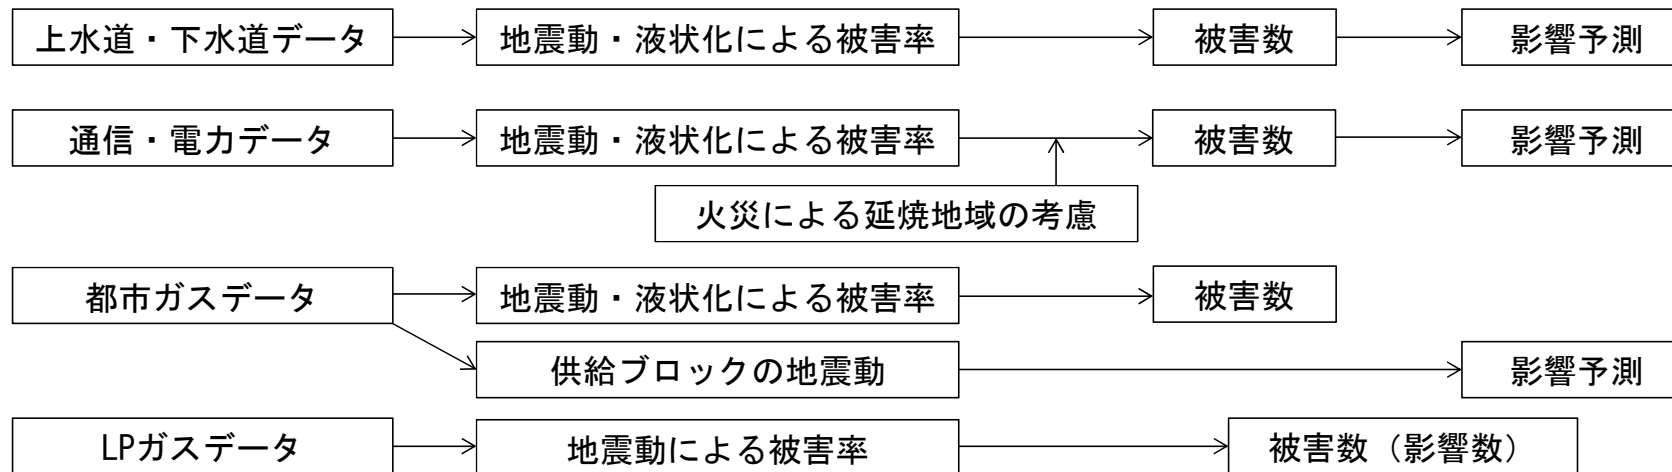 上水道・下水道データ
地震動・液状化による被害率
被害数
影響予測
通信・電力データ
地震動・液状化による被害率
被害数
影響予測
火災による延焼地域の考慮
都市ガスデータ
地震動・液状化による被害率
被害数
供給ブロックの地震動
影響予測
LPガスデータ
地震動による被害率
被害数（影響数）